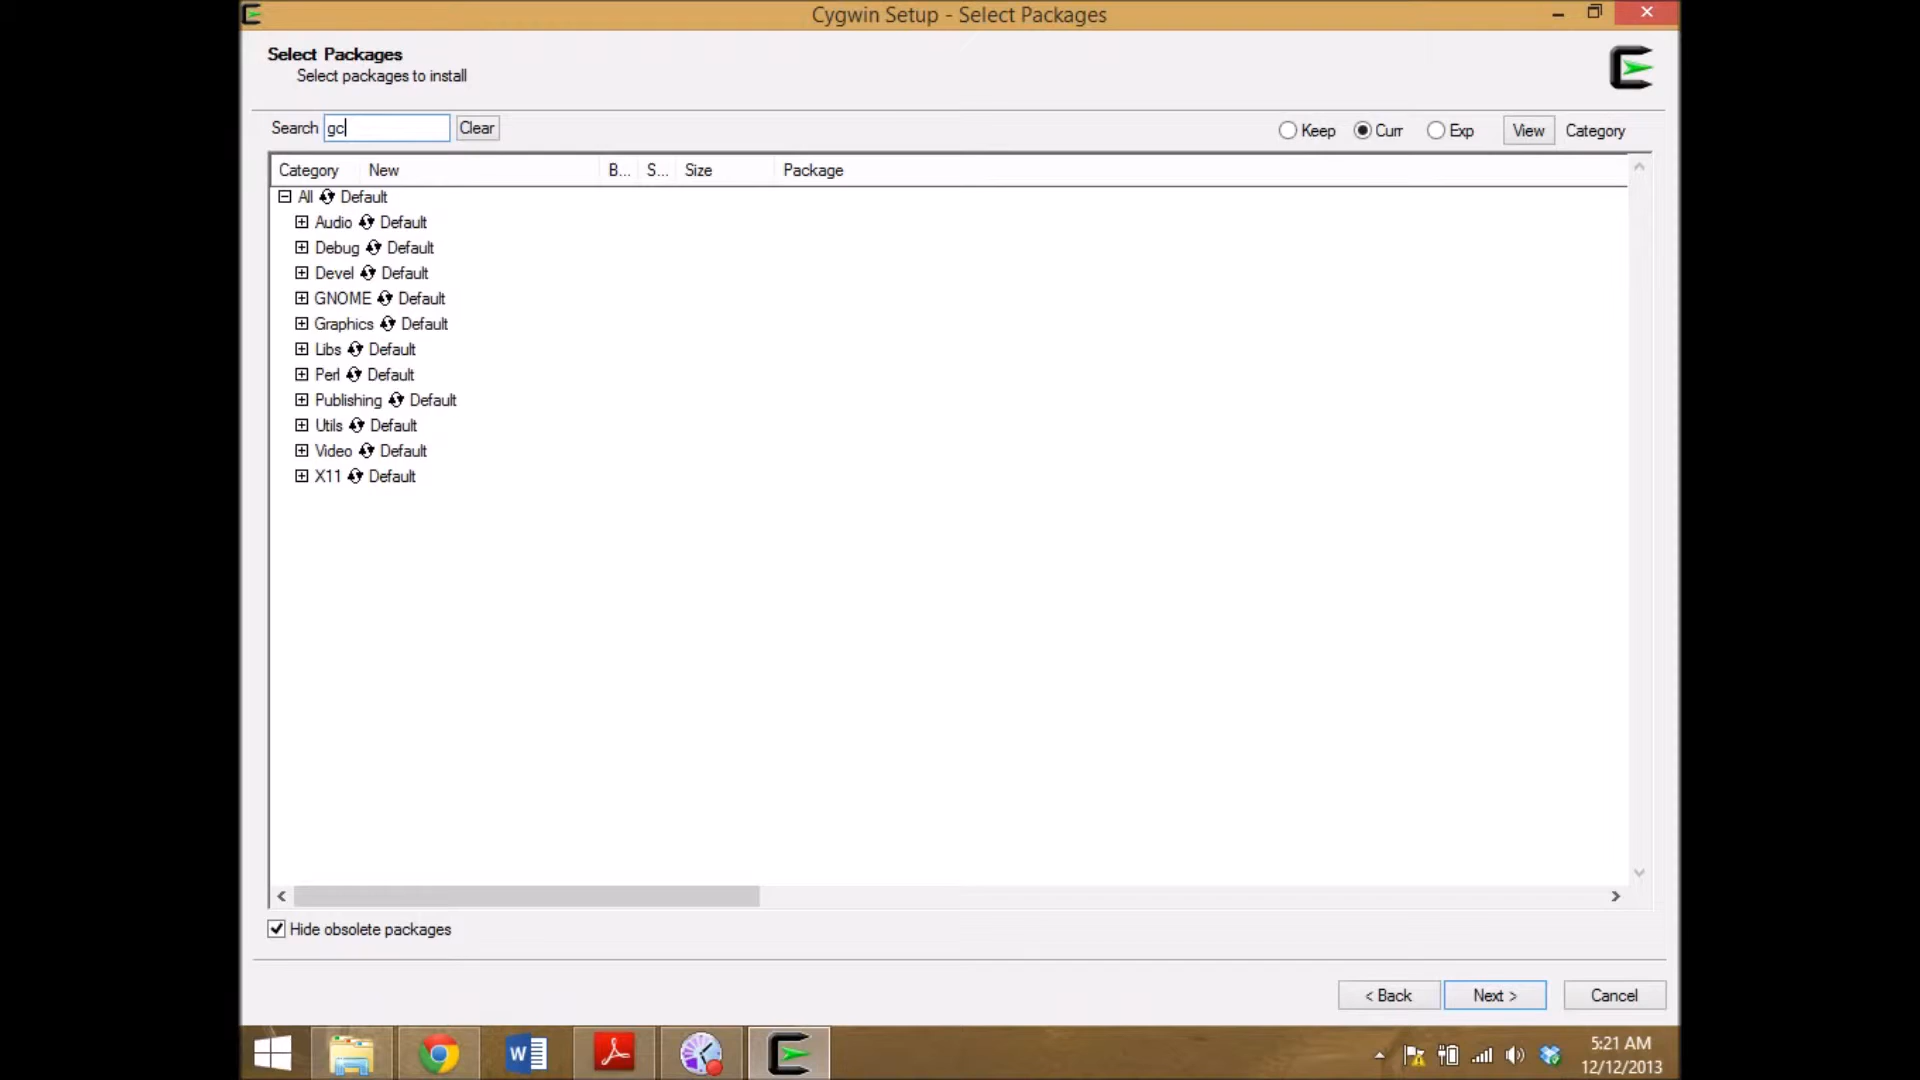 Cygwin Setup - Select Packages
Select Packages
Select packages to install
Search gc Clear Keep Curr Exp View Category
Category New B... S... Size Package
All Default
Audio Default
Debug Default
Devel Default
GNOME Default
Graphics Default
Libs Default
Perl Default
Publishing Default
Utils Default
Video Default
X11 Default
Hide obsolete packages
< Back Next > Cancel
5:21 AM
12/12/2013